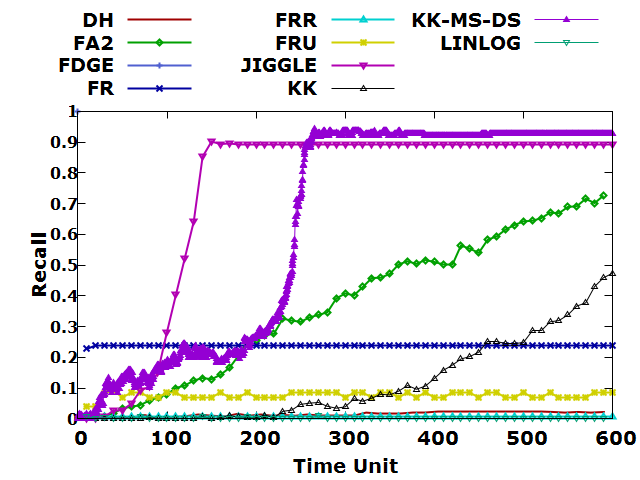 DH FRR KK-MS-DS
FA2 FRU LINLOG
FDGE JIGGLE
FR KK
1
0.9
0.8
0.7
0.6
0.5
0.4
0.3
0.2
0.1
0
Recall
0 100 200 300 400 500 600
Time Unit